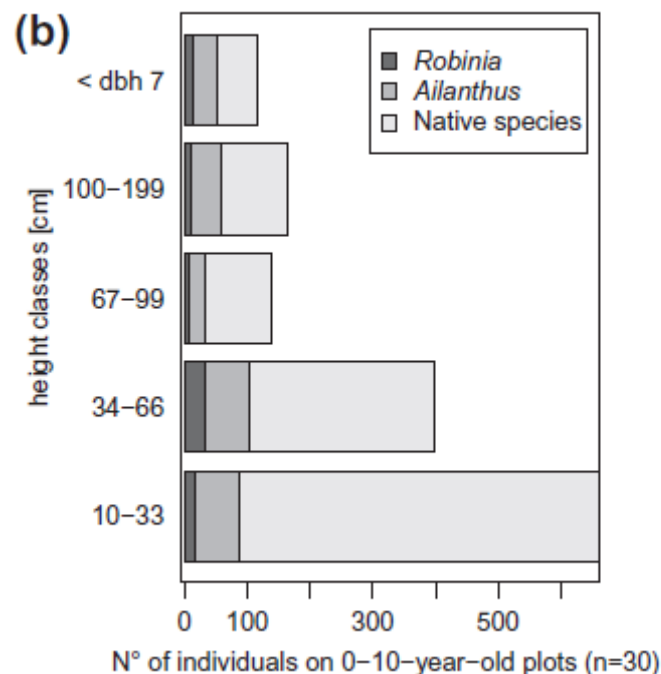 (b)
Robinia
Ailanthus
Native species
< dbh 7
100−199
67−99
34−66
10−33
height classes [cm]
0 100 300 500
N° of individuals on 0−10−year−old plots (n=30)